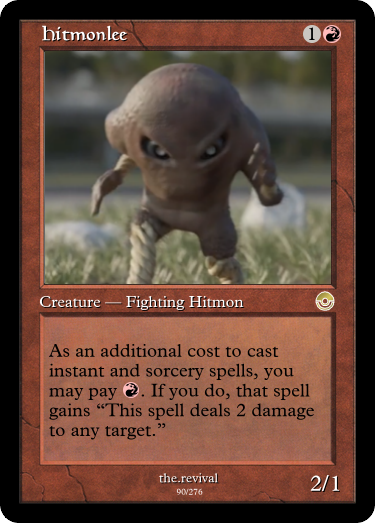 Hitmonlee 1
Creature — Fighting Hitmon
As an additional cost to cast
instant and sorcery spells, you
may pay . If you do, that spell
gains “This spell deals 2 damage
to any target.”
the.revival
90/276
2/1